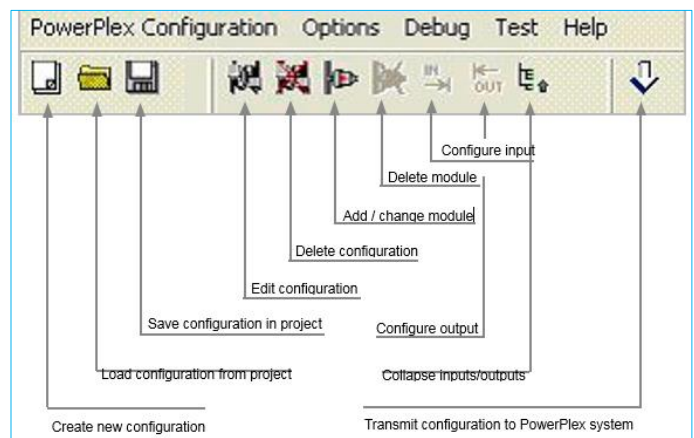 PowerPlex Configuration Options Debug Test Help
IN
OUT
Configure input
Delete module
Add / change module
Delete configuration
Edit configuration
Save configuration in project
Configure output
Load configuration from project
Collapse inputs/outputs
Create new configuration
Transmit configuration to PowerPlex system